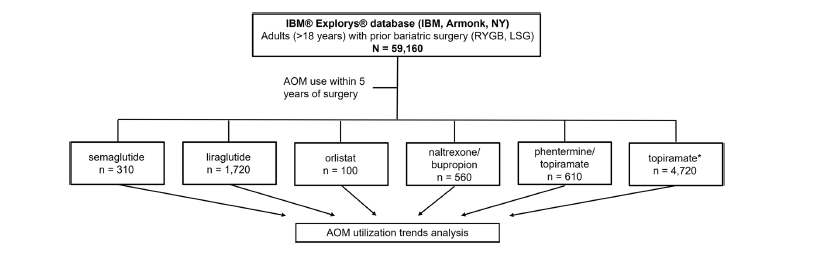 IBM® Explorys® database (IBM, Armonk, NY)
Adults (>18 years) with prior bariatric surgery (RYGB, LSG)
N = 59,160
AOM use within 5
years of surgery
semaglutide
n = 310
liraglutide
n = 1,720
orlistat
n = 100
naltrexone/
bupropion
n = 560
phentermine/
topiramate
n = 610
topiramate*
n = 4,720
AOM utilization trends analysis